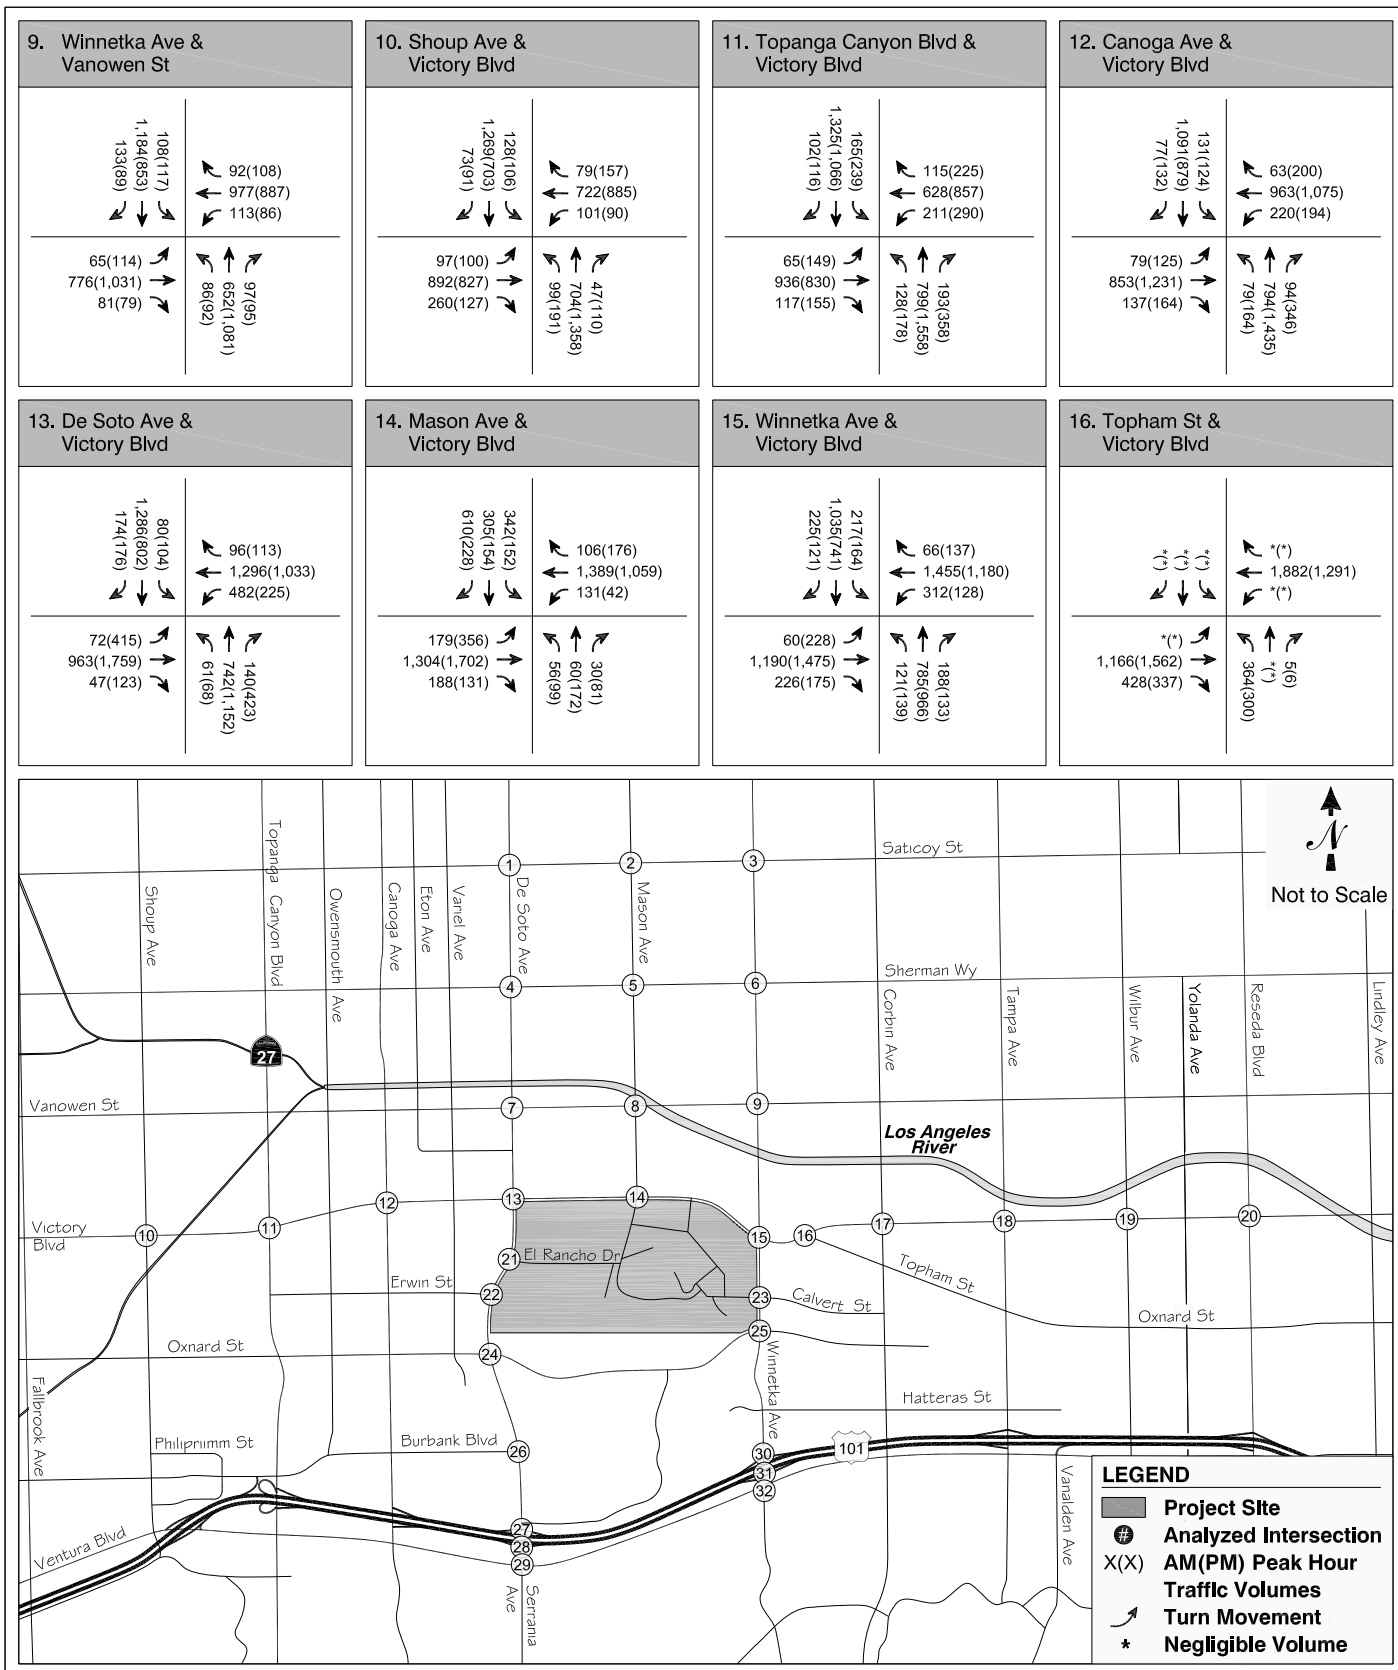 9. Winnetka Ave &
Vanowen St
108(117)
1,184(853)
133(89)
92(108)
977(887)
113(86)
65(114)
776(1,031)
81(79)
86(92)
652(1,081)
97(95)
10. Shoup Ave &
Victory Blvd
128(106)
1,269(703)
73(91)
79(157)
722(885)
101(90)
97(100)
892(827)
260(127)
99(191)
704(1,358)
47(110)
11. Topanga Canyon Blvd &
Victory Blvd
165(239)
1,325(1,066)
102(116)
115(225)
628(857)
211(290)
65(149)
936(830)
117(155)
128(178)
799(1,558)
193(358)
12. Canoga Ave &
Victory Blvd
131(124)
1,091(879)
77(132)
63(200)
963(1,075)
220(194)
79(125)
853(1,231)
137(164)
79(164)
794(1,435)
94(346)
13. De Soto Ave &
Victory Blvd
80(104)
1,286(802)
174(176)
96(113)
1,296(1,033)
482(225)
72(415)
963(1,759)
47(123)
61(68)
742(1,152)
140(423)
14. Mason Ave &
Victory Blvd
342(152)
305(154)
610(228)
106(176)
1,389(1,059)
131(42)
179(356)
1,304(1,702)
188(131)
56(99)
60(172)
30(81)
15. Winnetka Ave &
Victory Blvd
217(164)
1,035(741)
225(121)
66(137)
1,455(1,180)
312(128)
60(228)
1,190(1,475)
226(175)
121(139)
785(966)
188(133)
16. Topham St &
Victory Blvd
*(*)
*(*)
*(*)
*(*)
1,882(1,291)
*(*)
*(*)
1,166(1,562)
428(337)
364(300)
*(*)
5(6)
N
Not to Scale
Saticoy St
Sherman Wy
Vanowen St
Victory
Blvd
Shoup Ave
Topanga Canyon Blvd
Owensmouth Ave
Canoga Ave
Eton Ave
Variel Ave
De Soto Ave
Mason Ave
Corbin Ave
Tampa Ave
Wilbur Ave
Yolanda Ave
Reseda Blvd
Lindley Ave
CALIFORNIA
27
Los Angeles
River
1
2
3
4
5
6
7
8
9
10
11
12
13
14
15
16
17
18
19
20
21
22
23
24
25
26
27
28
29
30
31
32
El Rancho Dr
Erwin St
Calvert St
Topham St
Oxnard St
Oxnard St
Hatteras St
Winnetka Ave
Fallbrook Ave
Philiprimm St
Burbank Blvd
101
Ventura Blvd
Serrania
Ave
Vanalden Ave
LEGEND
Project Site
# Analyzed Intersection
X(X) AM(PM) Peak Hour
Traffic Volumes
Turn Movement
* Negligible Volume